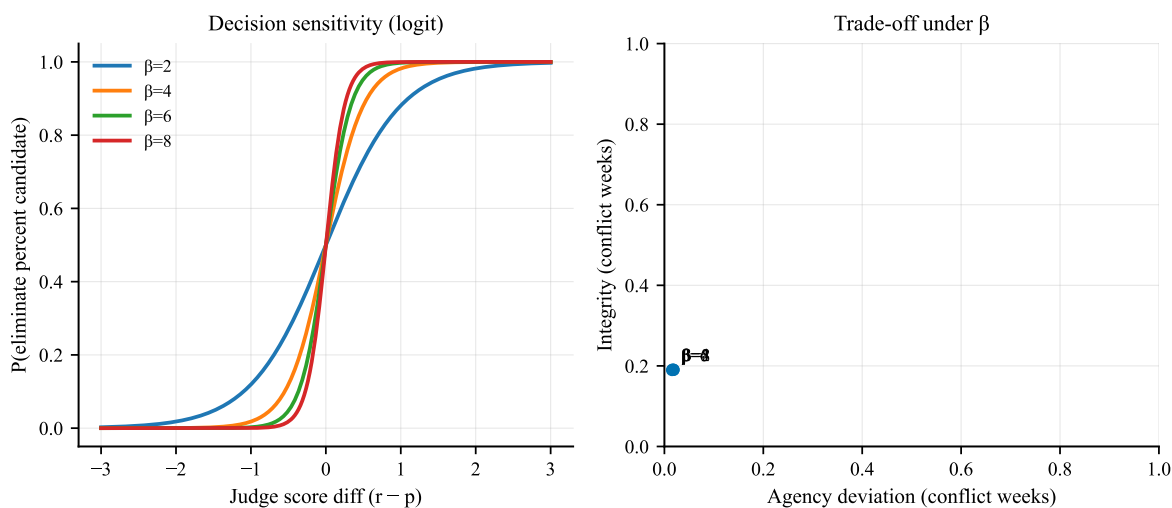 Decision sensitivity (logit)
P(eliminate percent candidate)
1.0
0.8
0.6
0.4
0.2
0.0
β=2
β=4
β=6
β=8
−3
−2
−1
0
1
2
3
Judge score diff (r − p)
Trade-off under β
Integrity (conflict weeks)
1.0
0.8
0.6
0.4
0.2
0.0
0.0
0.2
0.4
0.6
0.8
1.0
Agency deviation (conflict weeks)